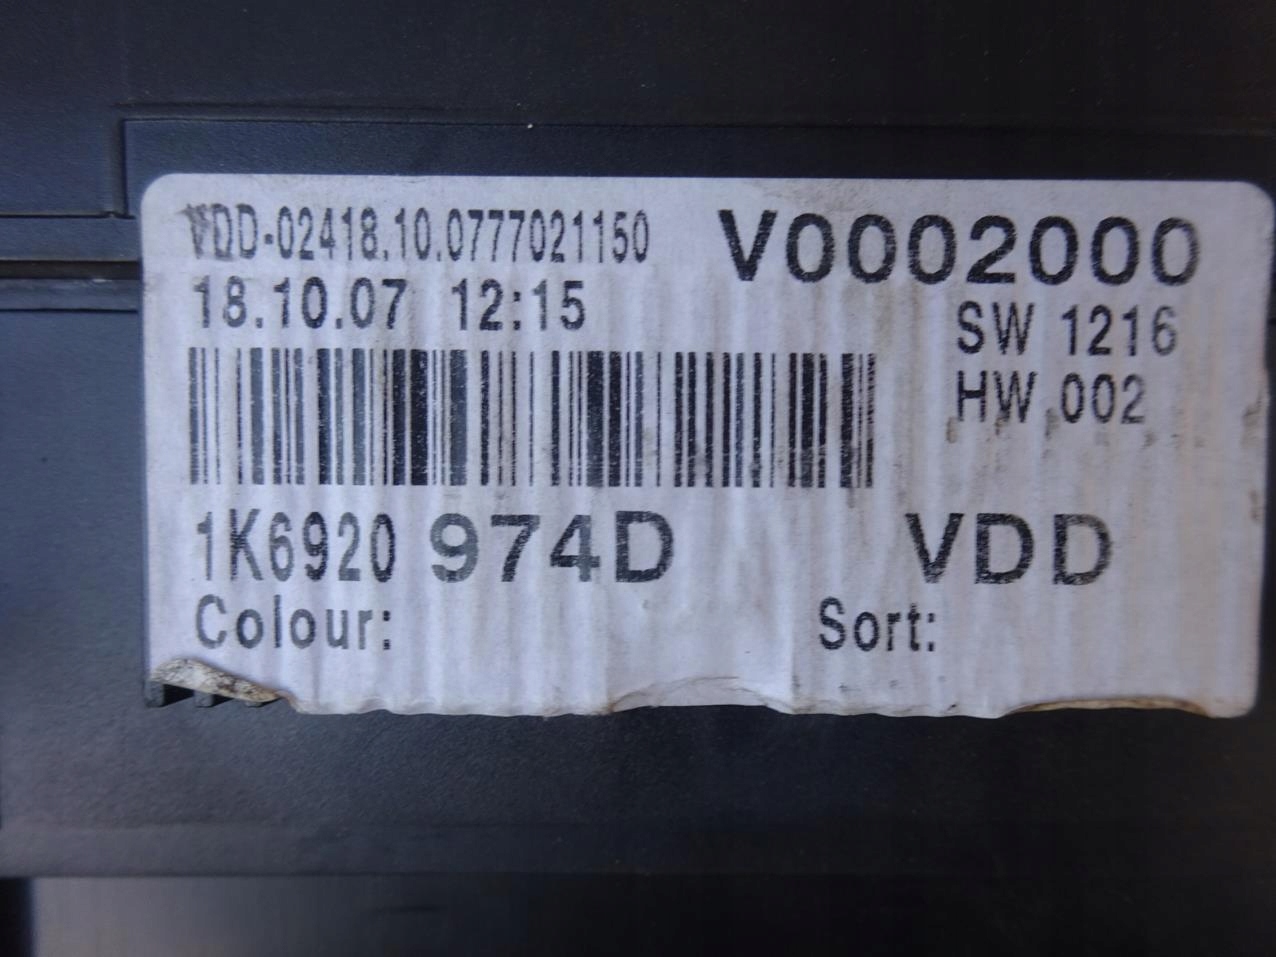 VDD-02418.10.0777021150
V0002000
18.10.07 12:15
SW 1216
HW 002
1K6920 974D
VDD
Colour:
Sort: